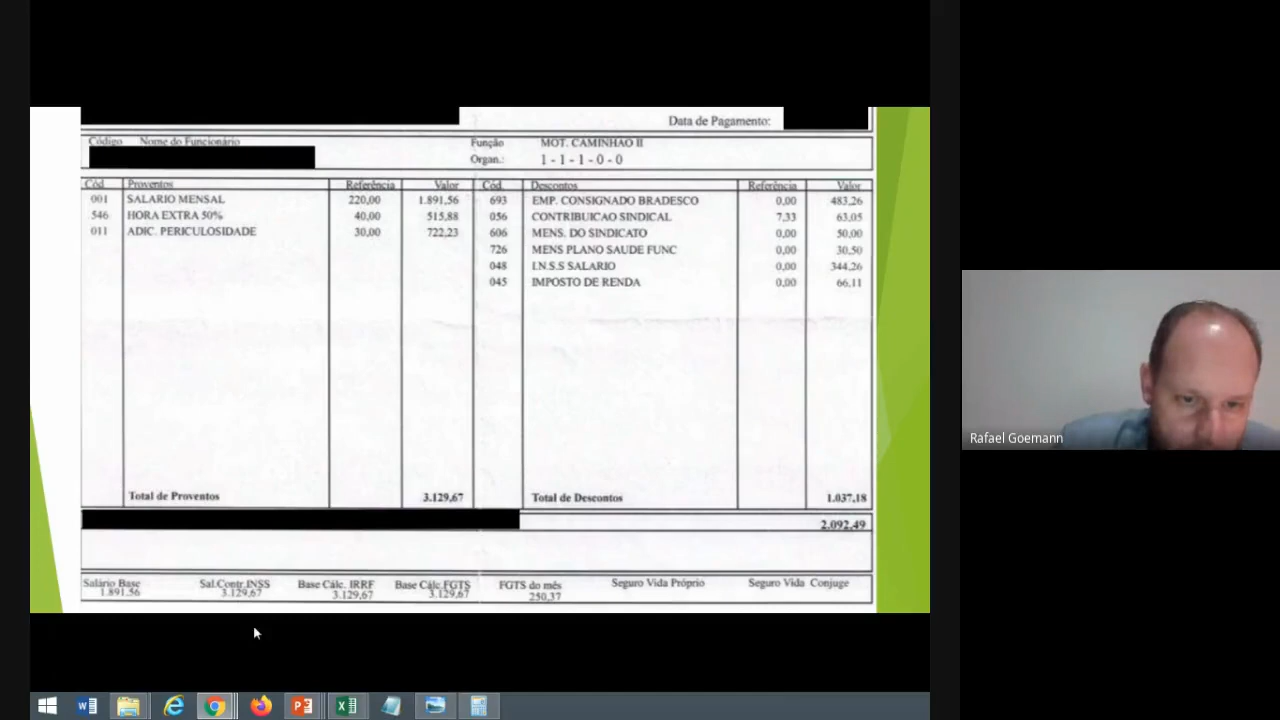 Data de Pagamento:
Código Nome do Funcionário Função MOT. CAMINHAO II
Organ.: 1 - 1 - 1 - 0 - 0
Cód Proventos Referência Valor Cód. Descontos Referência Valor
001 SALARIO MENSAL 220,00 1.891,56 693 EMP. CONSIGNADO BRADESCO 0,00 483,26
546 HORA EXTRA 50% 40,00 515,88 056 CONTRIBUICAO SINDICAL 7,33 63,05
011 ADIC. PERICULOSIDADE 30,00 722,23 606 MENS. DO SINDICATO 0,00 50,00
726 MENS PLANO SAUDE FUNC 0,00 30,50
048 I.N.S.S SALARIO 0,00 344,26
045 IMPOSTO DE RENDA 0,00 66,11
Total de Proventos 3.129,67 Total de Descontos 1.037,18
2.092,49
Salário Base Sal.Contr.INSS Base Cálc. IRRF Base Cálc.FGTS FGTS do mês Seguro Vida Próprio Seguro Vida Conjuge
1.891,56 3.129,67 3.129,67 3.129,67 250,37
Rafael Goemann